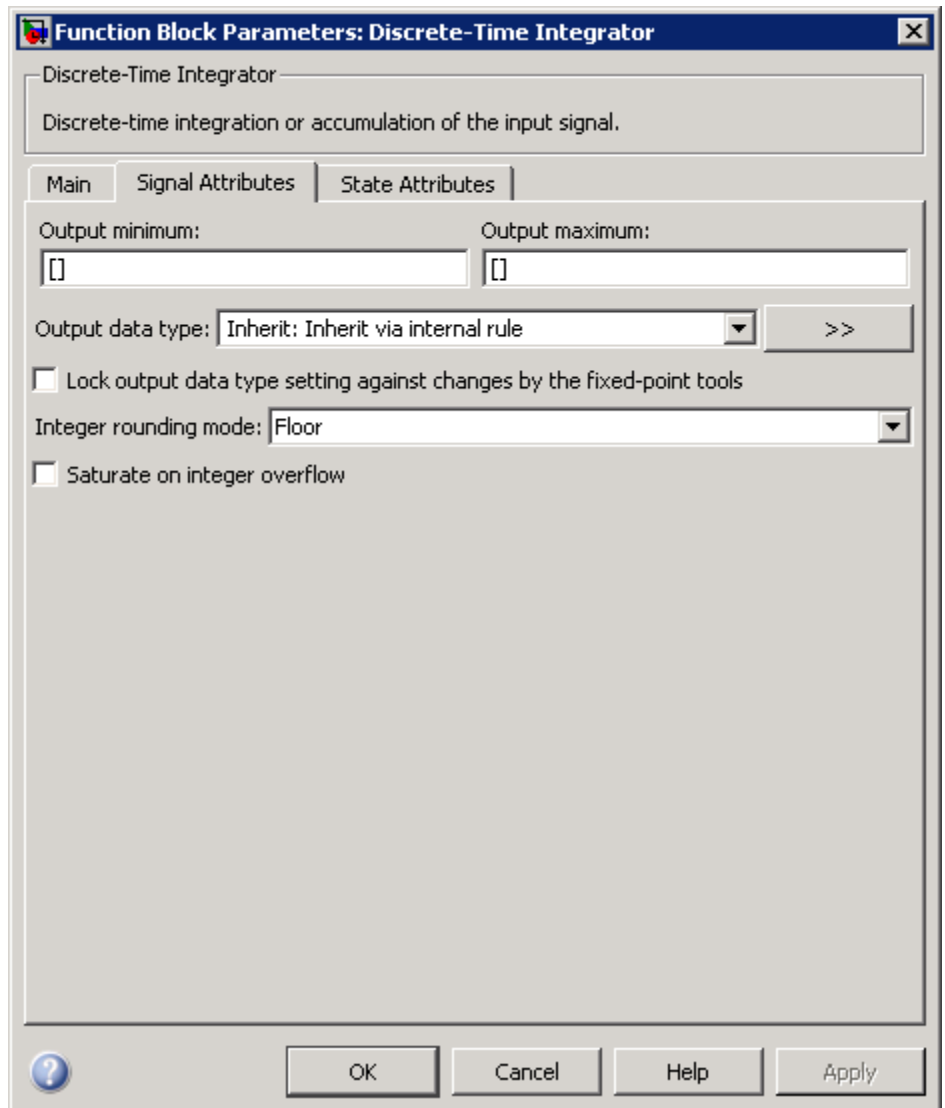 Function Block Parameters: Discrete-Time Integrator
Discrete-Time Integrator
Discrete-time integration or accumulation of the input signal.
Main Signal Attributes State Attributes
Output minimum: Output maximum:
[] []
Output data type: Inherit: Inherit via internal rule >>
Lock output data type setting against changes by the fixed-point tools
Integer rounding mode: Floor
Saturate on integer overflow
? OK Cancel Help Apply